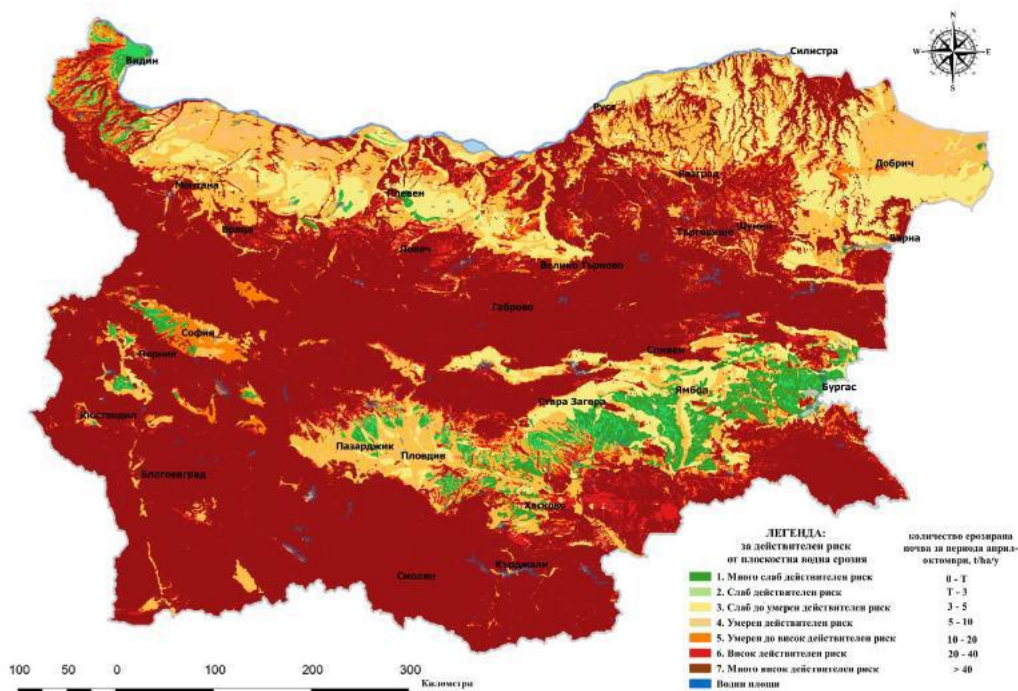 N
W E
S
Силистра
Видин
Русе
Добрич
Разград
Монтана
Плевен
Враца
Търговище Шумен
Варна
Ловеч
Велико Търново
Габрово
София
Перник
Сливен
Ямбол
Бургас
Стара Загора
Кюстендил
Пазарджик
Пловдив
Благоевград
Хасково
Кърджали
Смолян
ЛЕГЕНДА:
за действителен риск
от плоскостна водна ерозия
количество ерозирана
почва за периода април-
октомври, t/ha/y
1. Много слаб действителен риск 0 - T
2. Слаб действителен риск T - 3
3. Слаб до умерен действителен риск 3 - 5
4. Умерен действителен риск 5 - 10
5. Умерен до висок действителен риск 10 - 20
6. Висок действителен риск 20 - 40
7. Много висок действителен риск > 40
Водни площи
100 50 0 100 200 300
Километри